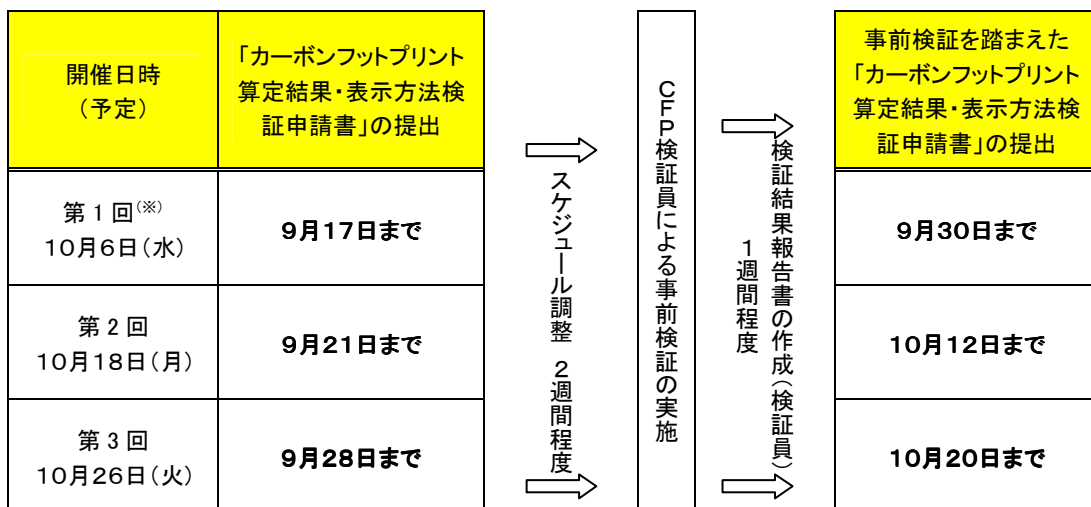 開催日時
(予定)
「カーボンフットプリント
算定結果・表示方法検
証申請書」の提出
第1回(※)
10月6日(水)
9月17日まで
第2回
10月18日(月)
9月21日まで
第3回
10月26日(火)
9月28日まで
スケジュール調整 2週間程度
CFP検証員による事前検証の実施
検証結果報告書の作成(検証員)
1週間程度
事前検証を踏まえた
「カーボンフットプリント
算定結果・表示方法検
証申請書」の提出
9月30日まで
10月12日まで
10月20日まで